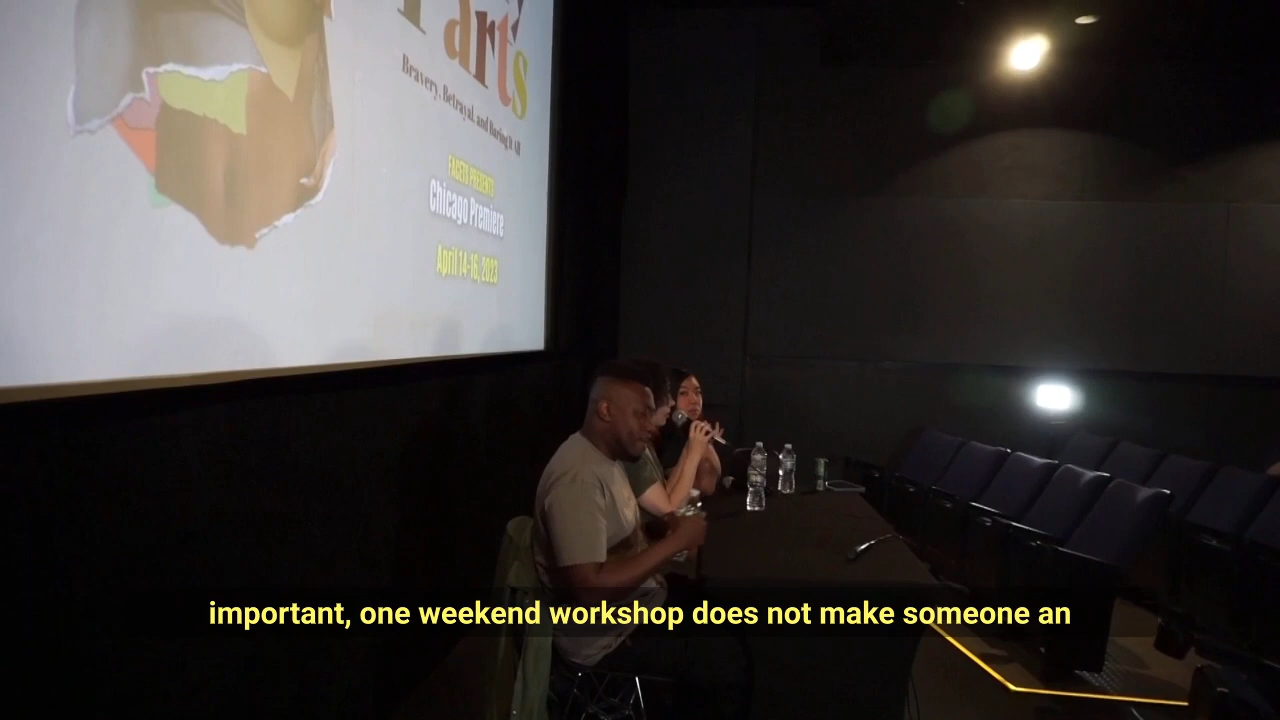 Parts
Bravery, Betrayal, and Baring It All
FACETS PRESENTS
Chicago Premiere
April 14-16, 2023
important, one weekend workshop does not make someone an